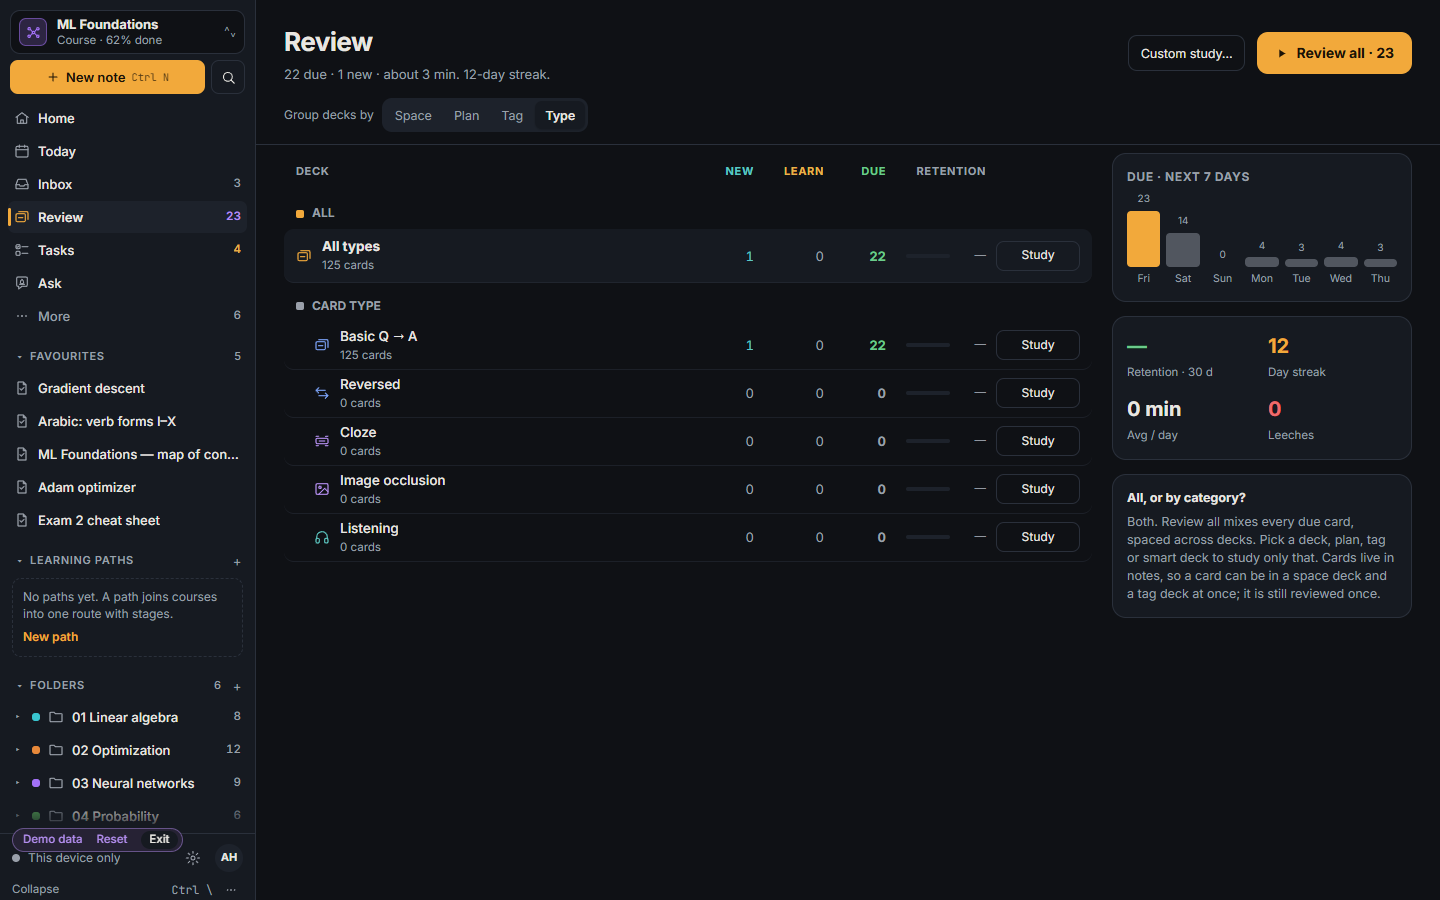 ML Foundations
Course · 62% done
New note Ctrl N
Home
Today
Inbox 3
Review 23
Tasks 4
Ask
More 6
FAVOURITES 5
Gradient descent
Arabic: verb forms I–X
ML Foundations — map of con...
Adam optimizer
Exam 2 cheat sheet
LEARNING PATHS +
No paths yet. A path joins courses
into one route with stages.
New path
FOLDERS 6 +
01 Linear algebra 8
02 Optimization 12
03 Neural networks 9
04 Probability 6
Demo data Reset Exit
This device only AH
Collapse Ctrl \ ...
Review
22 due · 1 new · about 3 min. 12-day streak.
Custom study...
Review all · 23
Group decks by Space Plan Tag Type
DECK NEW LEARN DUE RETENTION
ALL
All types
125 cards
1 0 22 — Study
CARD TYPE
Basic Q → A
125 cards
1 0 22 — Study
Reversed
0 cards
0 0 0 — Study
Cloze
0 cards
0 0 0 — Study
Image occlusion
0 cards
0 0 0 — Study
Listening
0 cards
0 0 0 — Study
DUE · NEXT 7 DAYS
23 14 0 4 3 4 3
Fri Sat Sun Mon Tue Wed Thu
— 12
Retention · 30 d Day streak
0 min 0
Avg / day Leeches
All, or by category?
Both. Review all mixes every due card,
spaced across decks. Pick a deck, plan, tag
or smart deck to study only that. Cards live in
notes, so a card can be in a space deck and
a tag deck at once; it is still reviewed once.